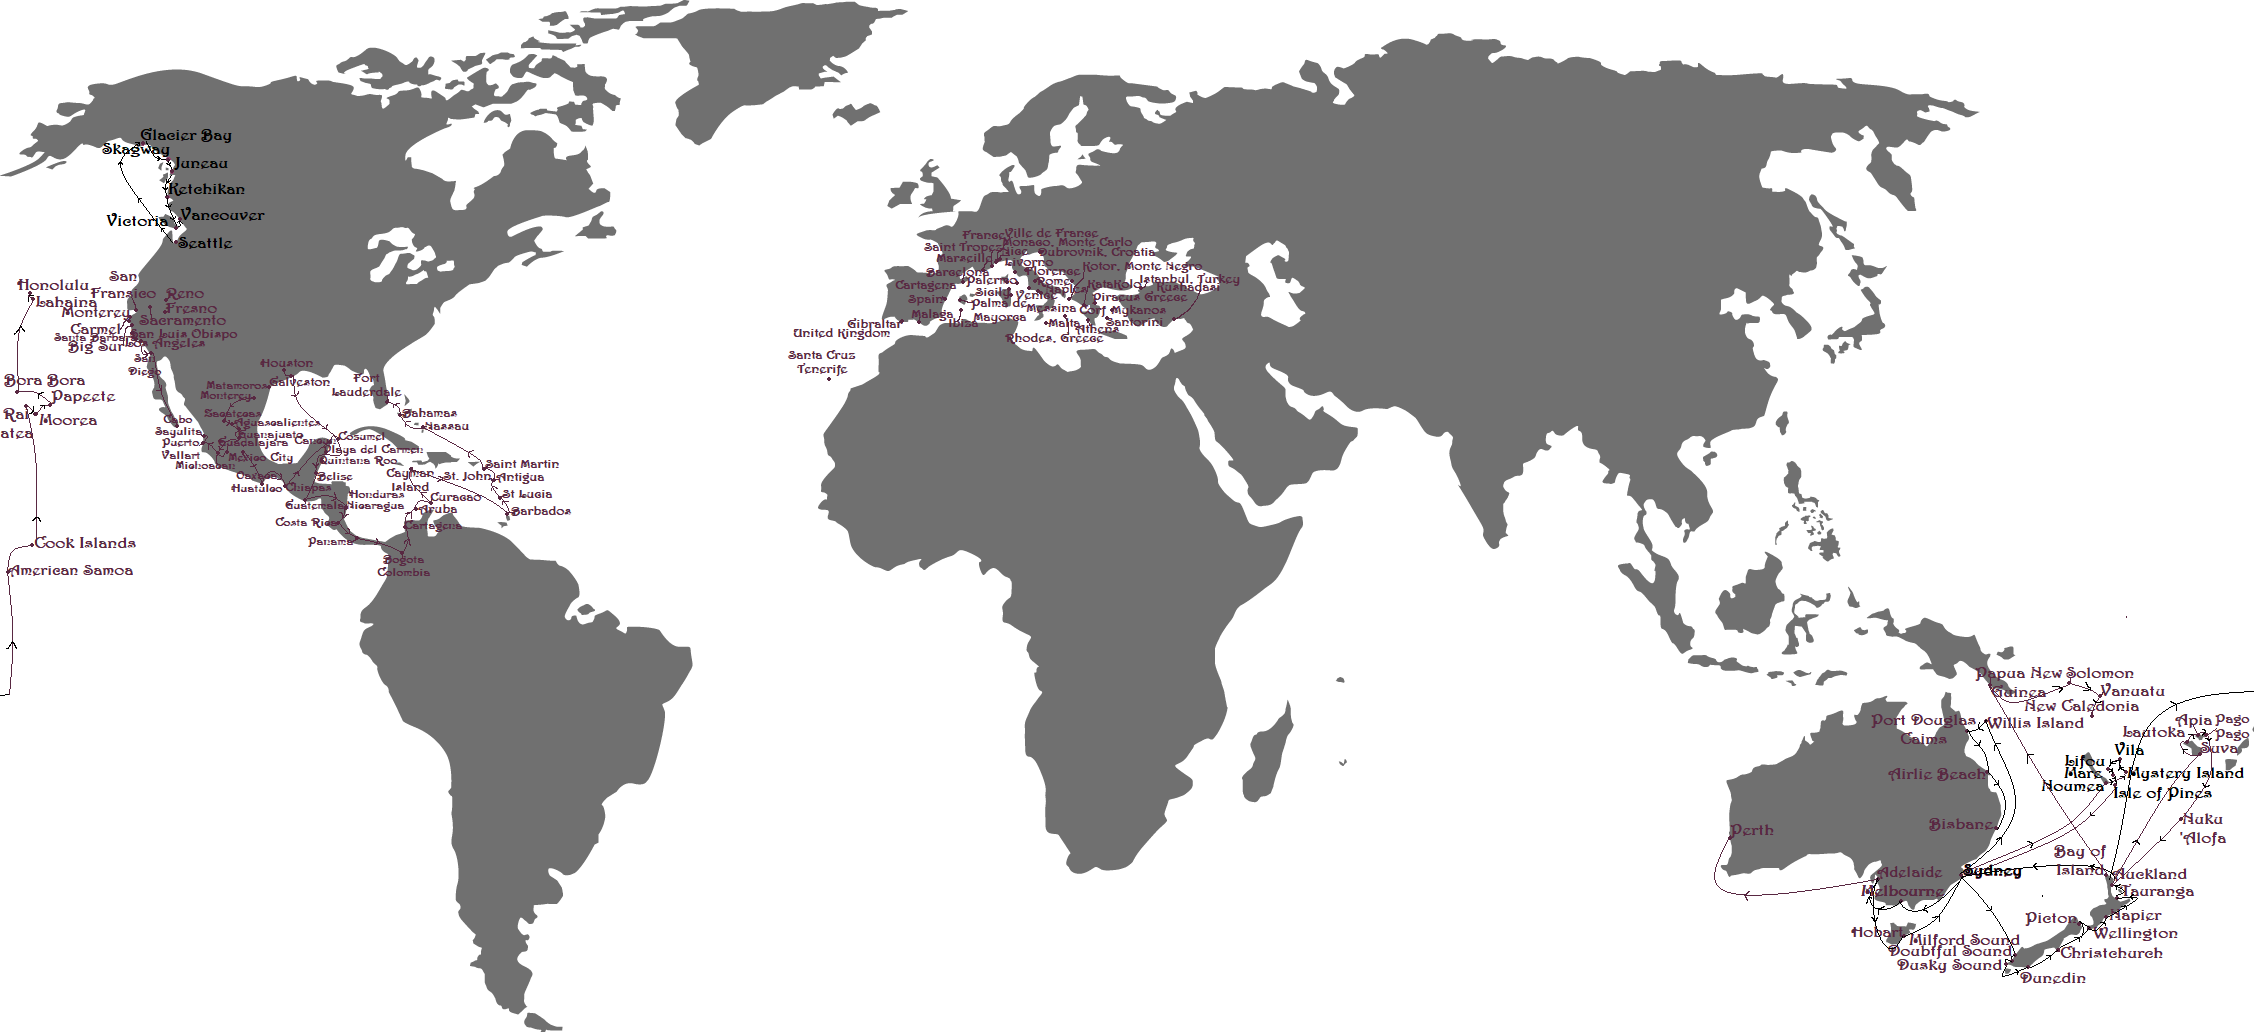 Glacier Bay
Skagway
Juneau
Ketchikan
Vancouver
Victoria
Seattle
San
Fransico
Reno
Honolulu
Lahaina
Monterey
Fresno
Sacramento
Carmel
San Luis Obispo
Santa Barbara
Los Angeles
Big Sur
San
Diego
Bora Bora
Papeete
Rai
atea
Moorea
Cook Islands
American Samoa
Houston
Galveston
Matamoros
Monterey
Fort
Lauderdale
Bahamas
Nassau
Cabo
Sayulita
Puerto
Vallart
Sacatecas
Aguascalientes
Guanajuato
Guadalajara
Michoacan
Mexico City
Cancun
Cosumel
Playa del Carmen
Quintana Roo
Oaxaca
Huatulco
Chiapas
Belise
Cayman
Island
St. John
Saint Martin
Antigua
St Lucia
Barbados
Honduras
Guatemala
Nicaragua
Curacao
Aruba
Costa Rica
Cartagena
Panama
Bogota
Colombia
France
Ville de France
Saint Tropez
Monaco, Monte Carlo
Marseille
Nice
Dubrovnik, Croatia
Livorno
Barcelona
Florence
Kotor, Monte Negro
Cartagena
Palermo
Rome
Katakolo
Istanbul, Turkey
Spain
Sicily
Venice
Naples
Kushadasi
Palma de
Mayorca
Piraeus Greece
Malaga
Ibisa
Messina
Corf
Mykanos
Gibraltar
United Kingdom
Malta
Athens
Santorini
Rhodes, Greece
Santa Cruz
Tenerife
Papua New
Guinea
Solomon
Vanuatu
New Caledonia
Port Douglas
Willis Island
Cairns
Apia
Pago
Pago
Lautoka
Suva
Vila
Lifou
Mare
Mystery Island
Noumea
Isle of Pines
Airlie Beach
Bisbane
Nuku
'Alofa
Perth
Bay of
Island
Adelaide
Sydney
Auckland
Melbourne
Tauranga
Picton
Napier
Hobart
Wellington
Milford Sound
Doubtful Sound
Christchurch
Dusky Sound
Dunedin